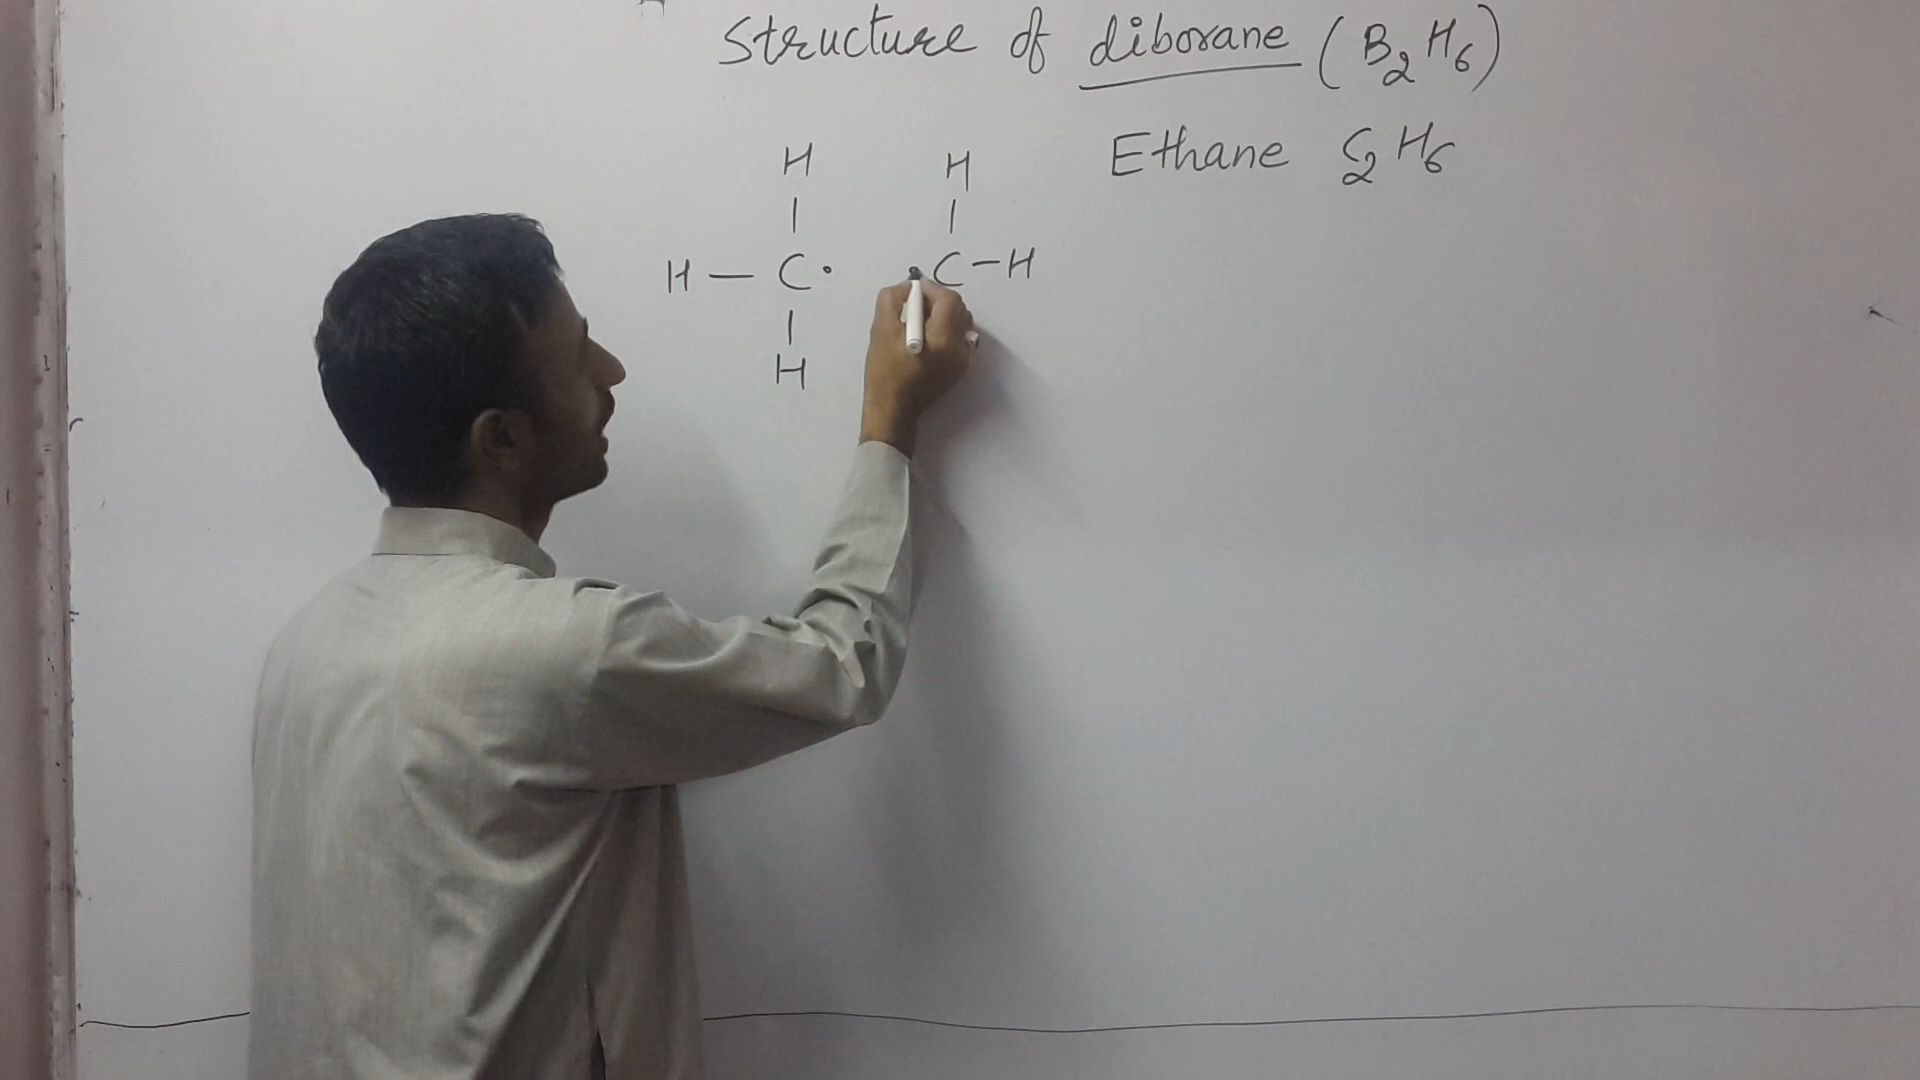 Structure of diborane (B2H6)
Ethane C2H6
H H
| |
H — C . . C - H
|
H